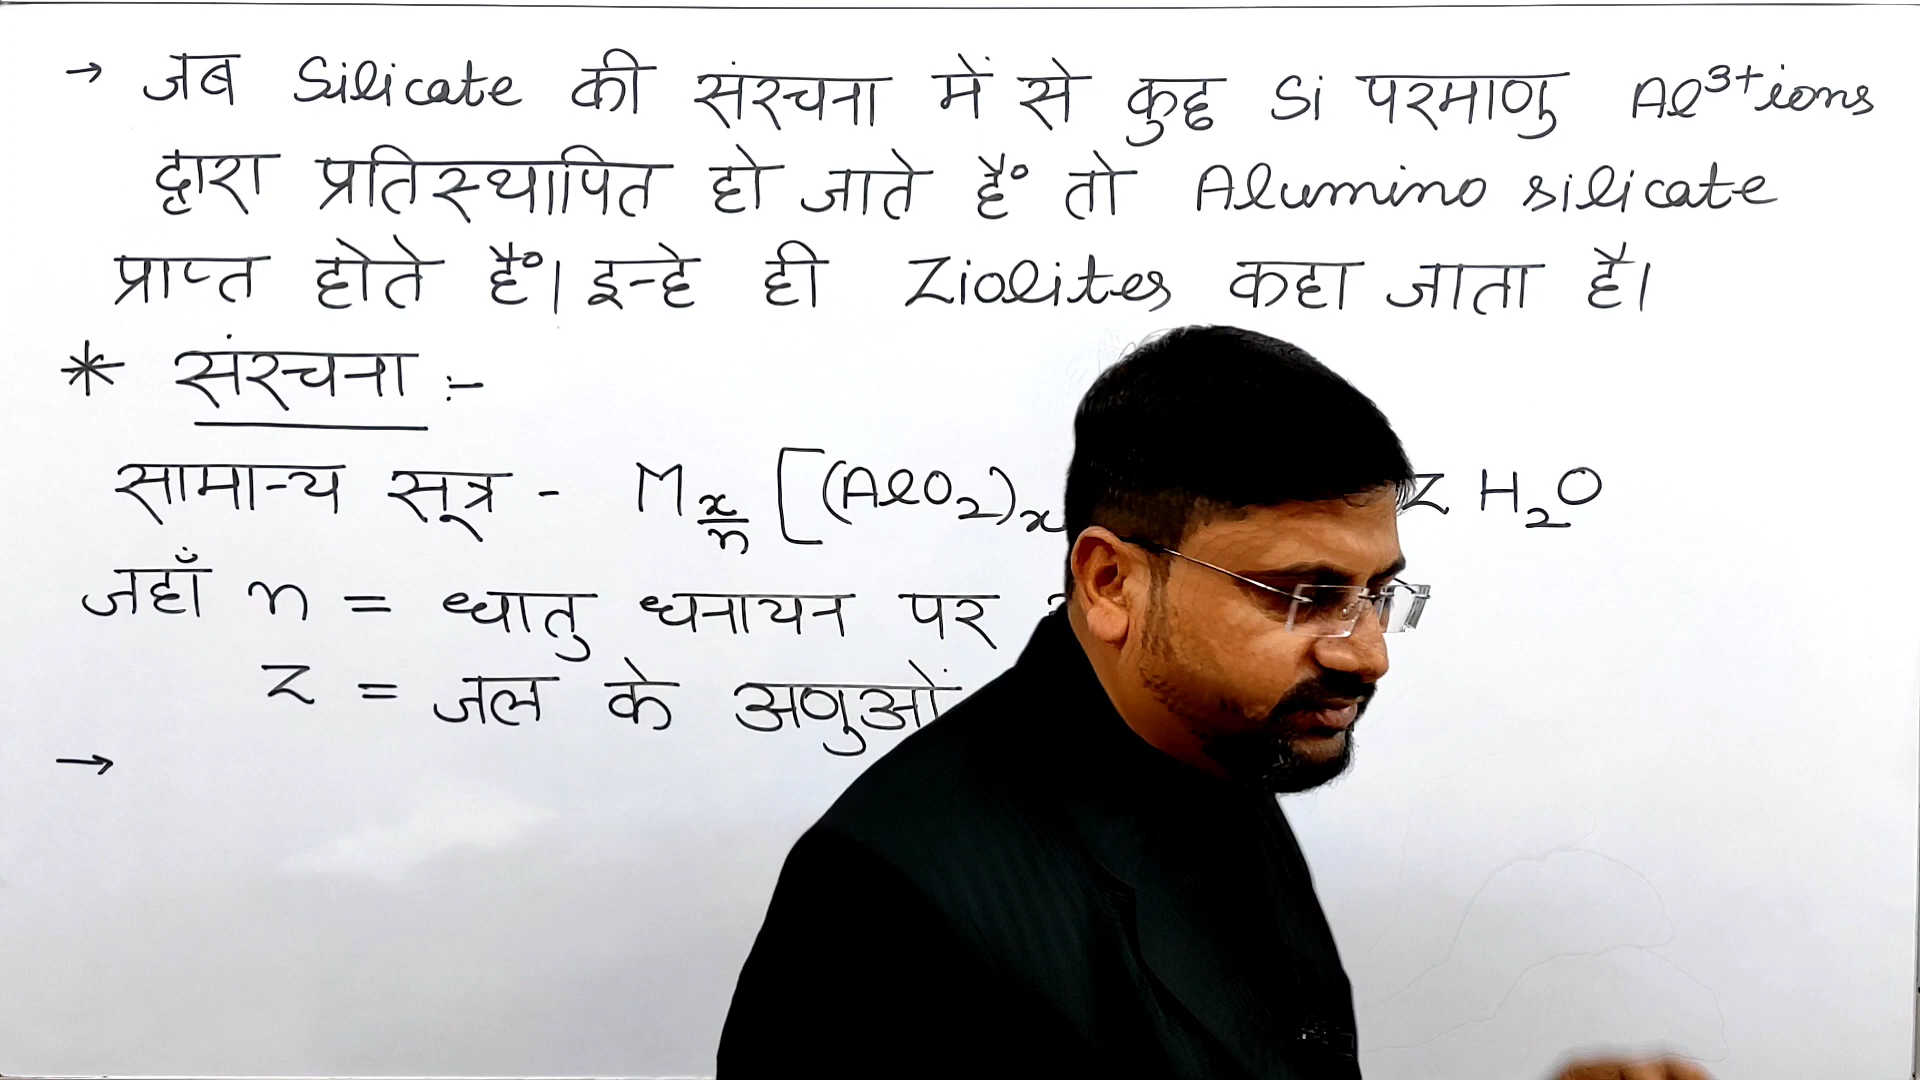 → जब Silicate की संरचना में से कुछ Si परमाणु Al³⁺ions
द्वारा प्रतिस्थापित हो जाते हैं तो Alumino silicate
प्राप्त होते हैं। इन्हे ही Ziolites कहा जाता है।
* संरचना :-
सामान्य सूत्र - M x/n [(AlO₂)ₓ Z H₂O
जहाँ n = धातु धनायन पर
Z = जल के अणुओं
→